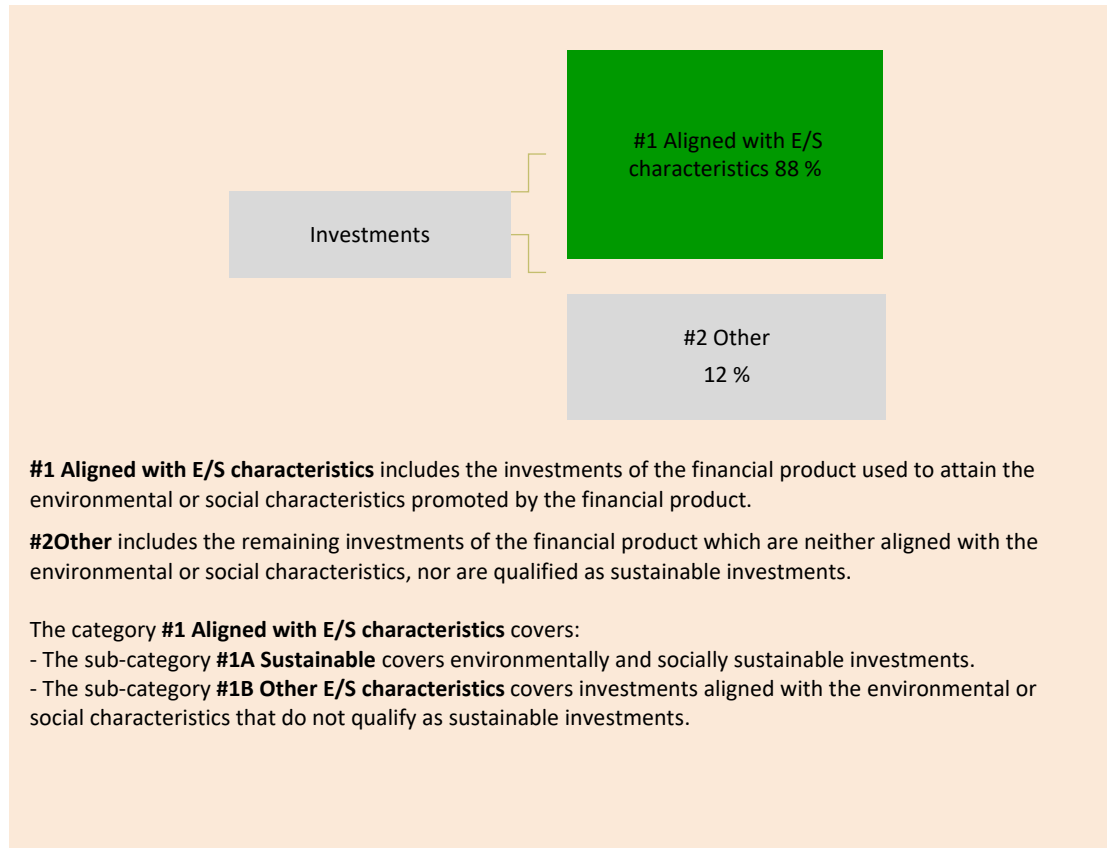 #1 Aligned with E/S
characteristics 88 %
Investments
#2 Other
12 %
#1 Aligned with E/S characteristics includes the investments of the financial product used to attain the
environmental or social characteristics promoted by the financial product.
#2Other includes the remaining investments of the financial product which are neither aligned with the
environmental or social characteristics, nor are qualified as sustainable investments.
The category #1 Aligned with E/S characteristics covers:
- The sub-category #1A Sustainable covers environmentally and socially sustainable investments.
- The sub-category #1B Other E/S characteristics covers investments aligned with the environmental or
social characteristics that do not qualify as sustainable investments.